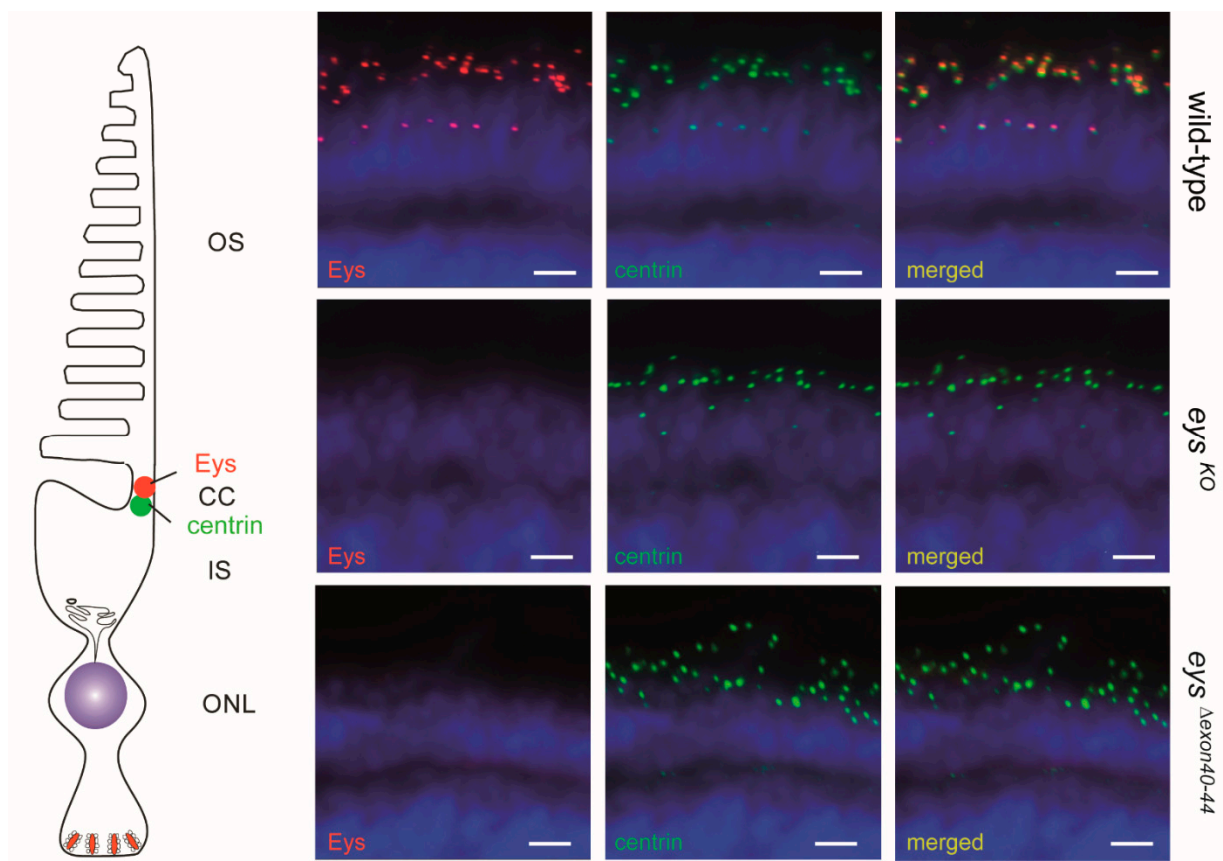 OS
Eys
CC
centrin
IS
ONL
Eys
centrin
merged
wild-type
Eys
centrin
merged
eys KO
Eys
centrin
merged
eys Δexon40-44